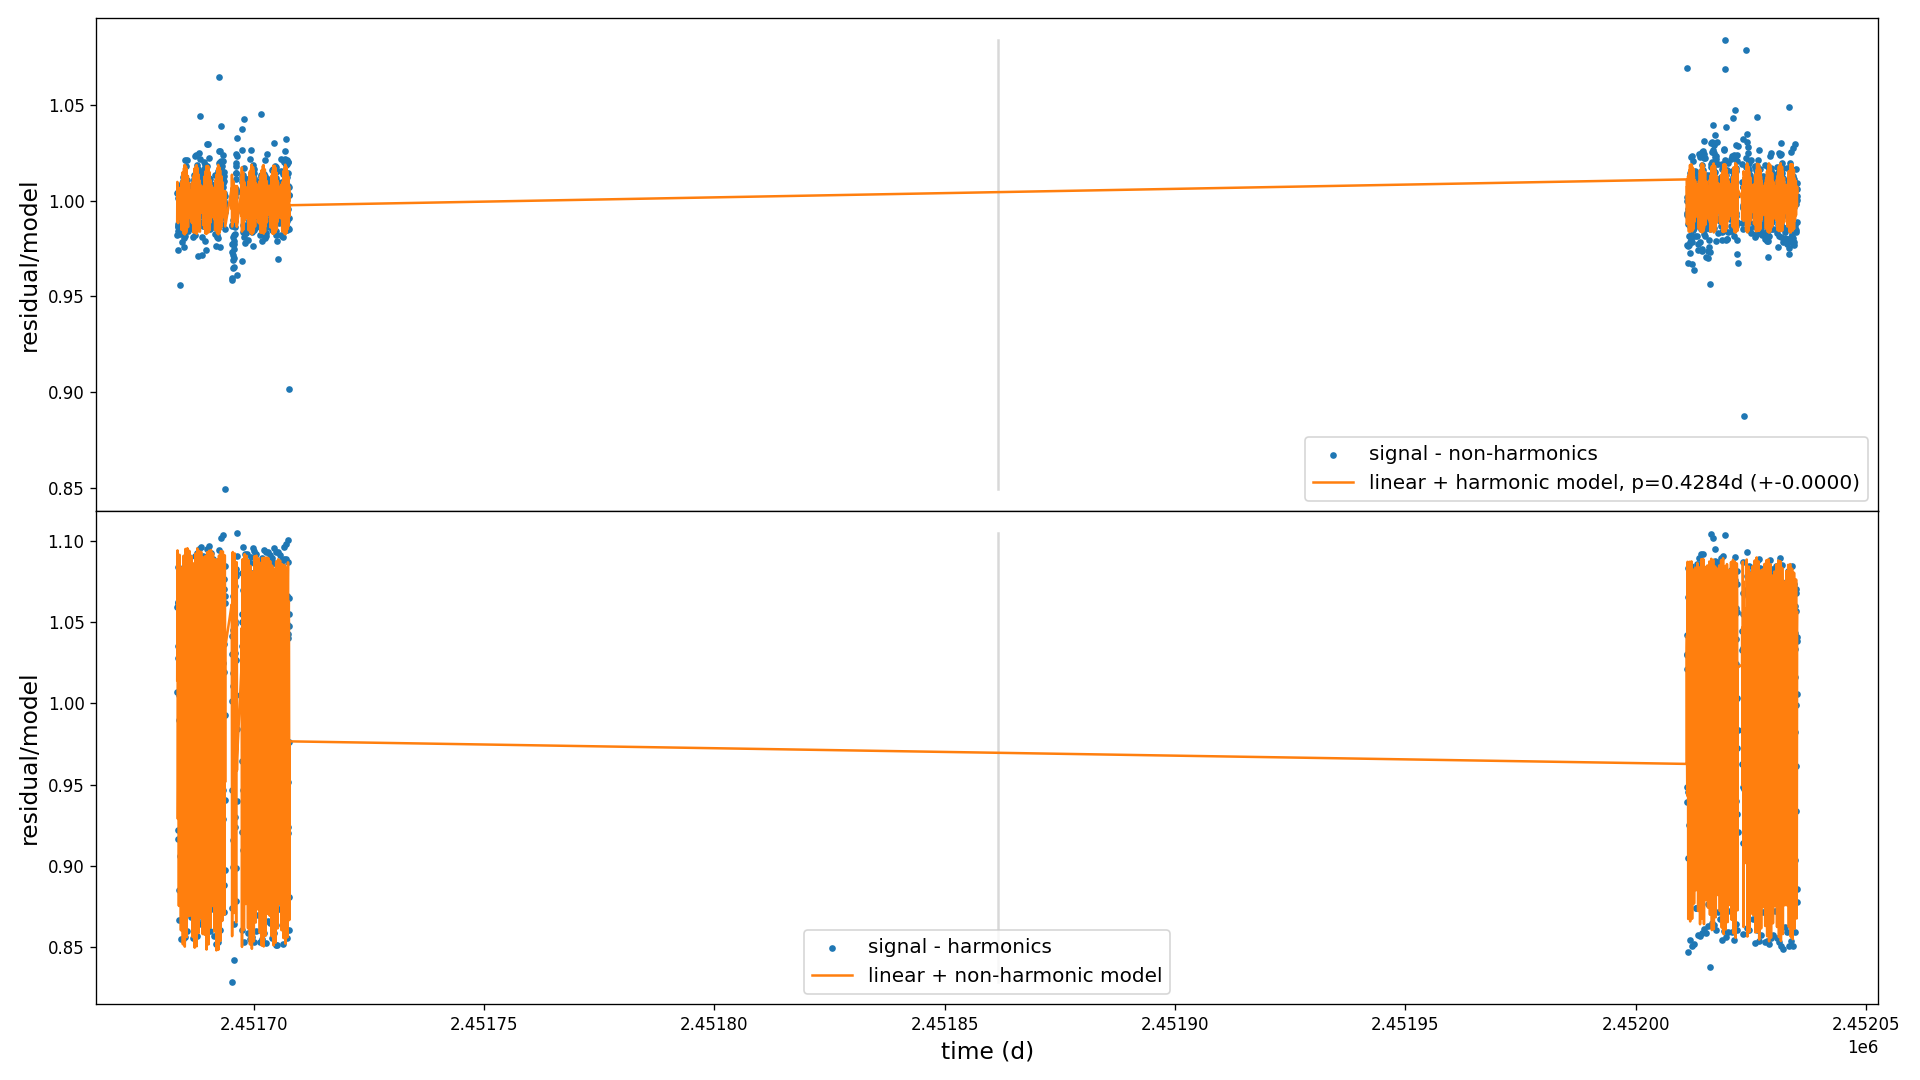 1.05
1.00
0.95
0.90
0.85
residual/model
signal - non-harmonics
linear + harmonic model, p=0.4284d (+-0.0000)
1.10
1.05
1.00
0.95
0.90
0.85
residual/model
signal - harmonics
linear + non-harmonic model
2.45170 2.45175 2.45180 2.45185 2.45190 2.45195 2.45200 2.45205
1e6
time (d)